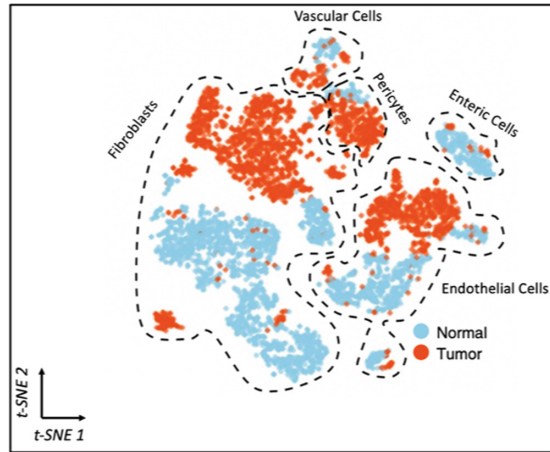 Vascular Cells
Pericytes
Fibroblasts
Enteric Cells
Endothelial Cells
Normal
Tumor
t-SNE 2
t-SNE 1